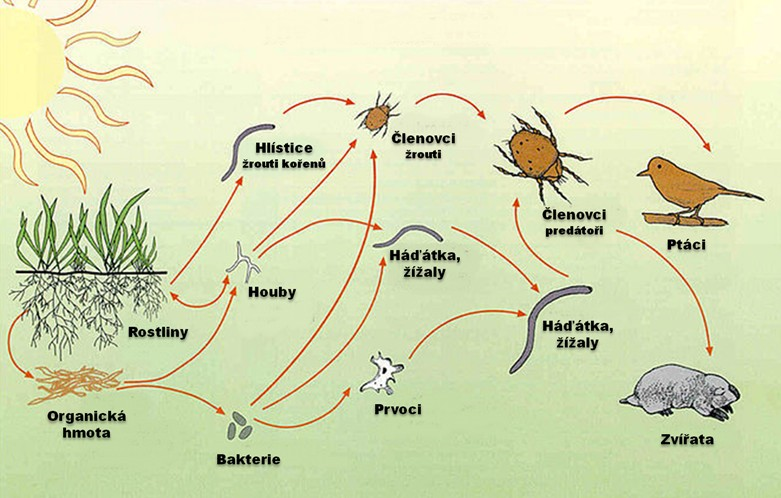 Hlístice
žrouti kořenů
Členovci
žrouti
Členovci
predátoři
Ptáci
Háďátka,
žížaly
Houby
Rostliny
Háďátka,
žížaly
Organická
hmota
Prvoci
Bakterie
Zvířata